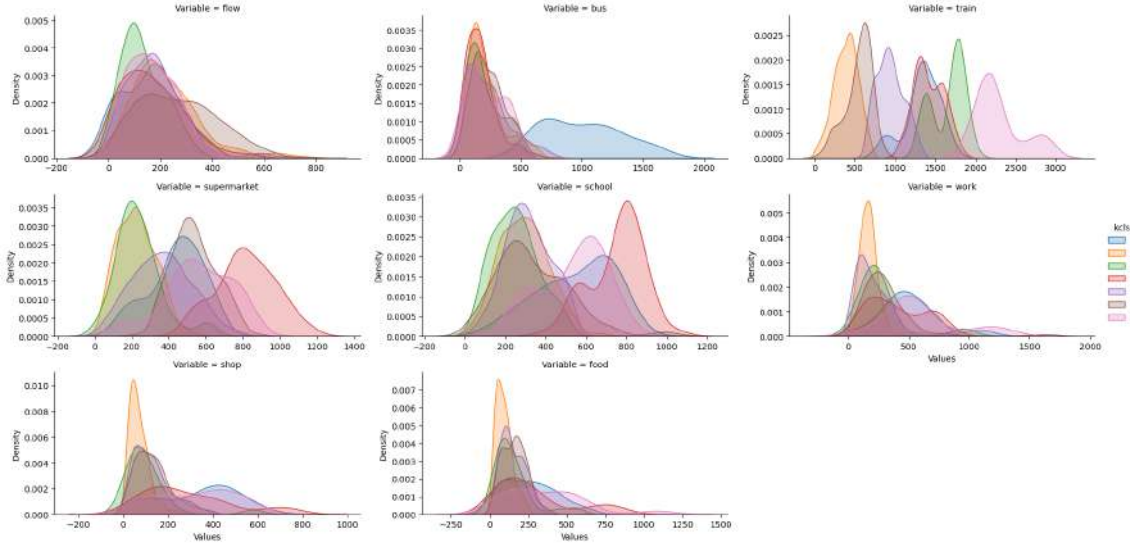 Variable = flow
Variable = bus
Variable = train
Density
0.005
0.004
0.003
0.002
0.001
0.000
−200 0 200 400 600 800
Density
0.0035
0.0030
0.0025
0.0020
0.0015
0.0010
0.0005
0.0000
0 500 1000 1500 2000
Density
0.0025
0.0020
0.0015
0.0010
0.0005
0.0000
0 500 1000 1500 2000 2500 3000
Variable = supermarket
Variable = school
Variable = work
Density
0.0035
0.0030
0.0025
0.0020
0.0015
0.0010
0.0005
0.0000
−200 0 200 400 600 800 1000 1200 1400
Density
0.0035
0.0030
0.0025
0.0020
0.0015
0.0010
0.0005
0.0000
−200 0 200 400 600 800 1000 1200
Density
0.005
0.004
0.003
0.002
0.001
0.000
0 500 1000 1500 2000
Values
kcls
Variable = shop
Variable = food
Density
0.010
0.008
0.006
0.004
0.002
0.000
−200 0 200 400 600 800 1000
Values
Density
0.007
0.006
0.005
0.004
0.003
0.002
0.001
0.000
−250 0 250 500 750 1000 1250 1500
Values